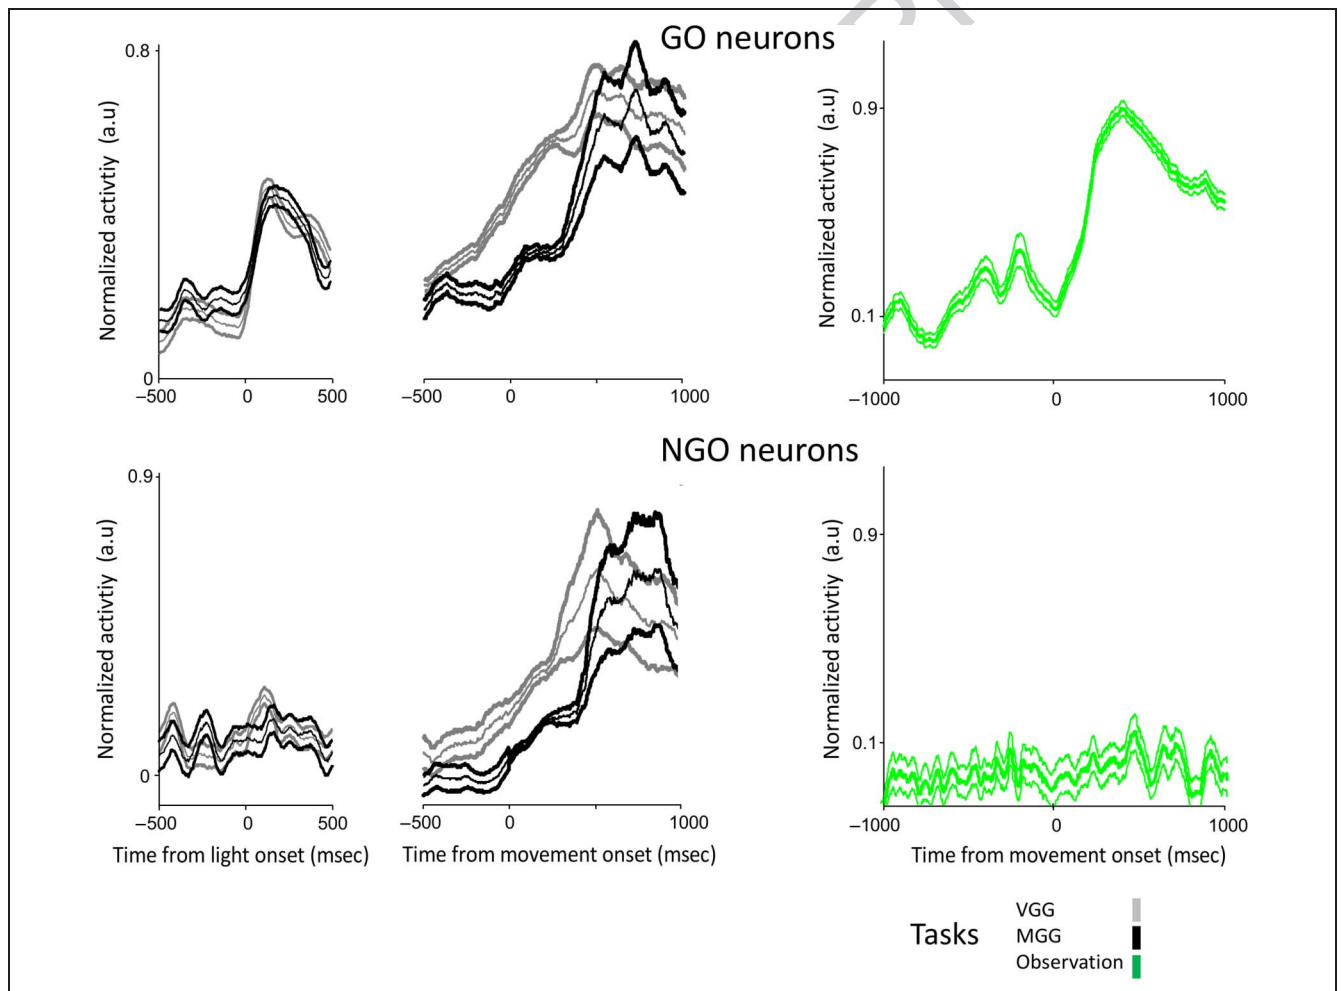 GO neurons
0.8
Normalized activtiy (a.u)
0
–500 0 500
–500 0 1000
Normalized activtiy (a.u)
0.9
0.1
–1000 0 1000
NGO neurons
0.9
Normalized activtiy (a.u)
0
–500 0 500
Time from light onset (msec)
–500 0 1000
Time from movement onset (msec)
Normalized activtiy (a.u)
0.9
0.1
–1000 0 1000
Time from movement onset (msec)
Tasks
VGG
MGG
Observation